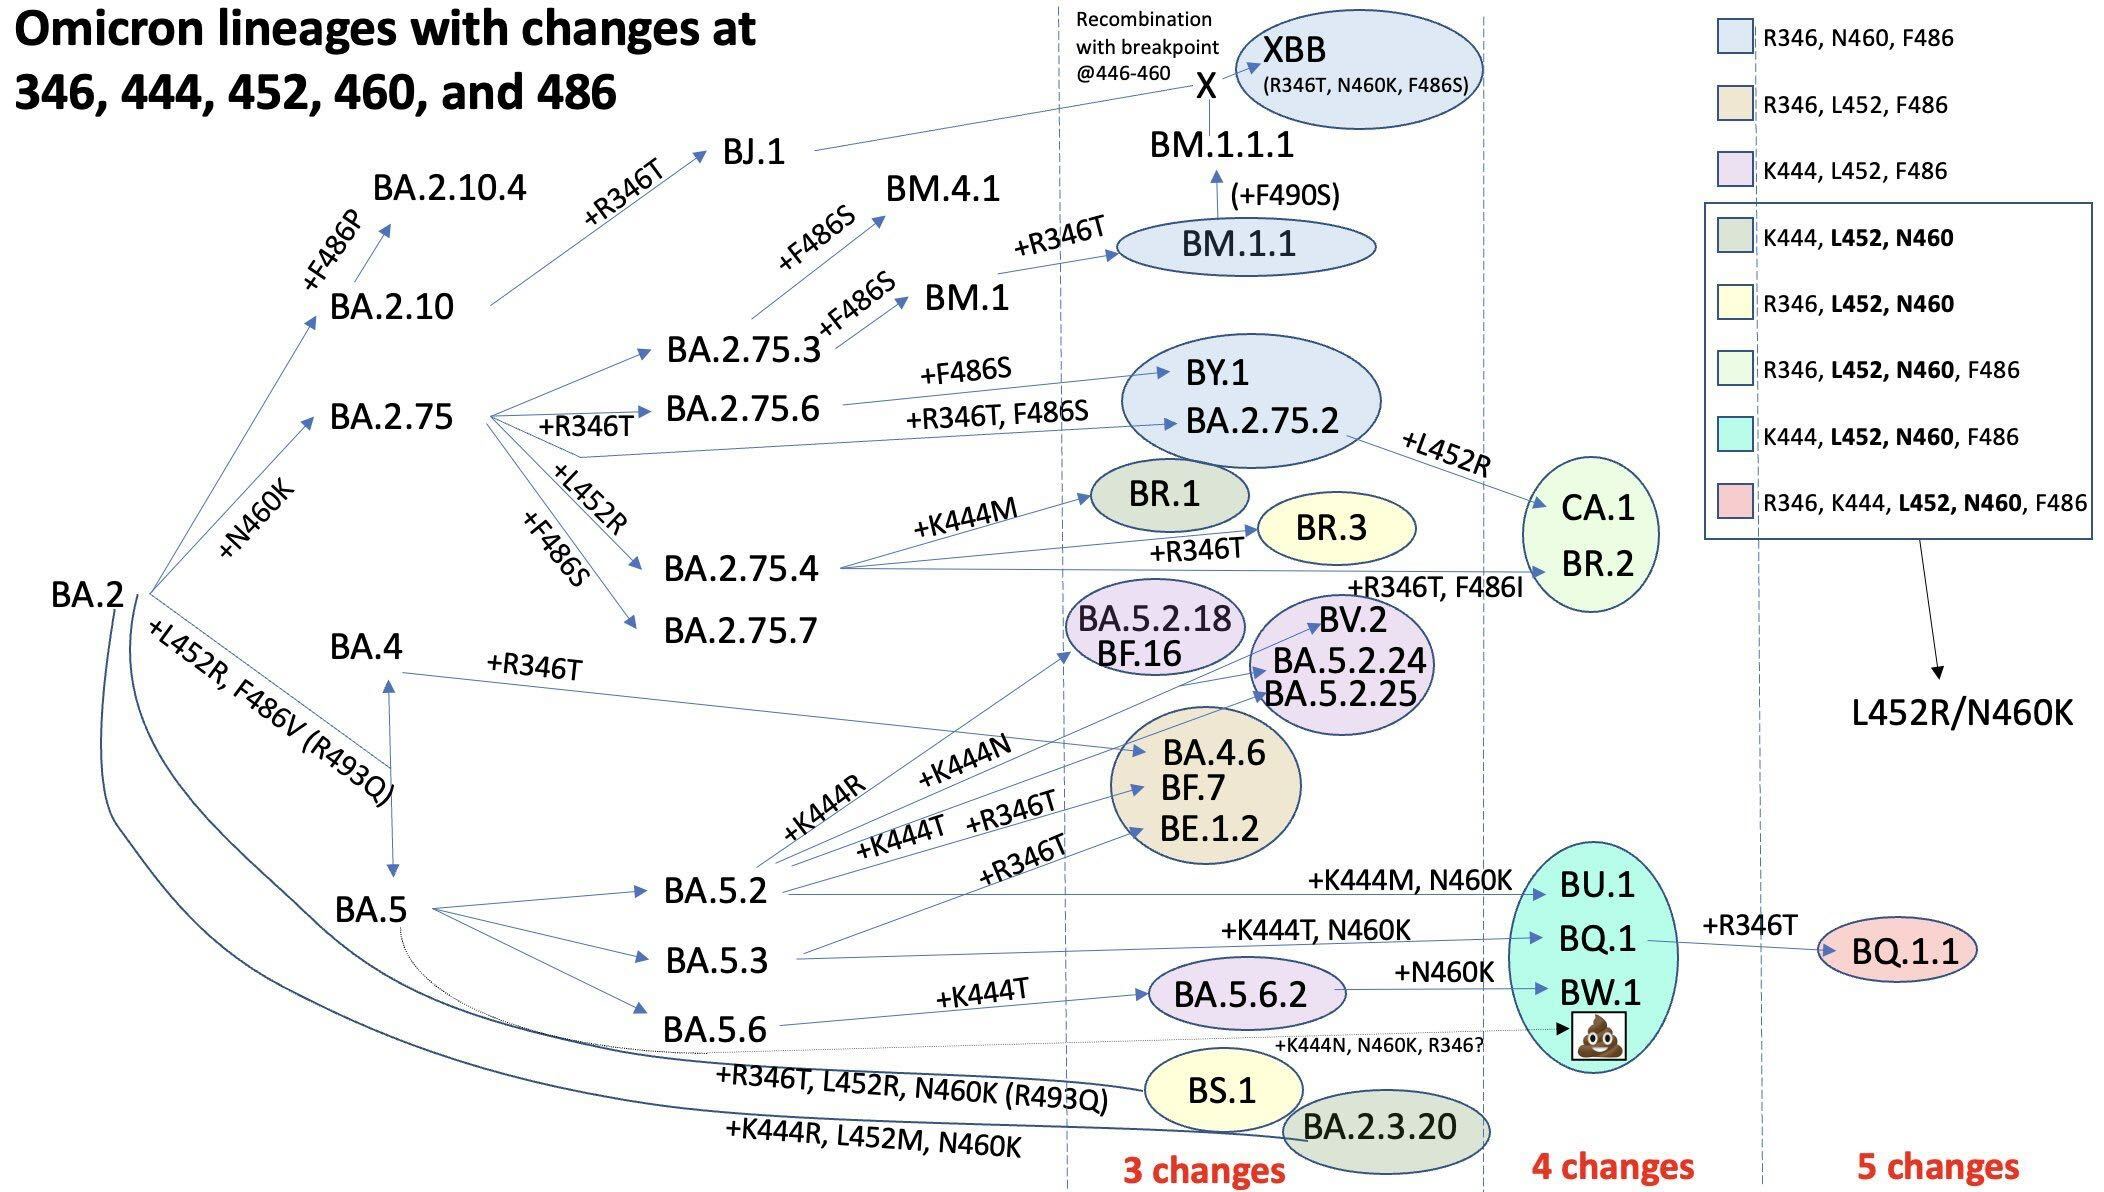 Omicron lineages with changes at
346, 444, 452, 460, and 486
Recombination
with breakpoint
@446-460
X
XBB
(R346T, N460K, F486S)
BM.1.1.1
(+F490S)
BJ.1
+R346T
BA.2.10.4
+F486P
BM.4.1
+F486S
+R346T
BM.1.1
BA.2.10
+F486S
BM.1
BA.2.75.3
+F486S
BY.1
BA.2.75
BA.2.75.6
+R346T
+R346T, F486S
BA.2.75.2
+L452R
+L452R
+N460K
+F486S
+K444M
BR.1
BR.3
CA.1
+R346T
BA.2.75.4
BR.2
+R346T, F486I
BA.2
BA.2.75.7
BA.5.2.18
BF.16
BV.2
BA.5.2.24
BA.5.2.25
+L452R, F486V (R493Q)
BA.4
+R346T
+K444R
+K444N
+K444T
+R346T
+R346T
BA.4.6
BF.7
BE.1.2
BA.5
BA.5.2
+K444M, N460K
BU.1
BA.5.3
+K444T, N460K
BQ.1
+R346T
BQ.1.1
BA.5.6
+K444T
BA.5.6.2
+N460K
BW.1
+K444N, N460K, R346?
+R346T, L452R, N460K (R493Q)
BS.1
+K444R, L452M, N460K
BA.2.3.20
3 changes
4 changes
5 changes
R346, N460, F486
R346, L452, F486
K444, L452, F486
K444, L452, N460
R346, L452, N460
R346, L452, N460, F486
K444, L452, N460, F486
R346, K444, L452, N460, F486
L452R/N460K